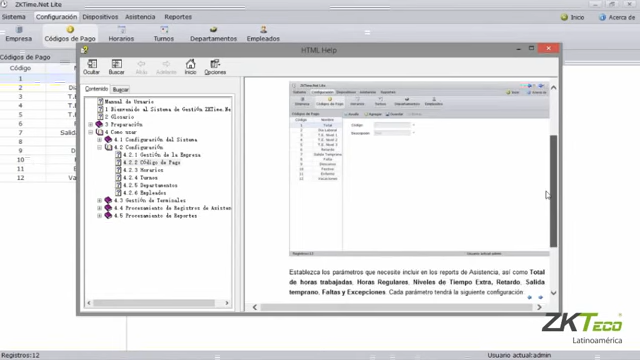 ZKTime.Net Lite
Sistema Configuración Dispositivos Asistencia Reportes
Inicio Acerca de
Empresa Códigos de Pago Horarios Turnos Departamentos Empleados
Códigos de Pago
Código
1
2
3
4
5
6
7
8
9
10
11
12
HTML Help
Ocultar Buscar Atrás Adelante Inicio Opciones
Contenido Buscar
Manual de Usuario
1 Bienvenido al Sistema de Gestión ZKTime.Ne
2 Glosario
3 Preparación
4 Como usar
4.1 Configuración del Sistema
4.2 Configuración
4.2.1 Gestión de la Empresa
4.2.2 Código de Pago
4.2.3 Horarios
4.2.4 Turnos
4.2.5 Departamentos
4.2.6 Empleados
4.3 Gestión de Terminales
4.4 Procesamiento de Registros de Asisten
4.5 Procesamiento de Reportes
Establezca los parámetros que necesite incluir en los reports de Asistencia, así como Total
de horas trabajadas, Horas Regulares, Niveles de Tiempo Extra, Retardo, Salida
temprano, Faltas y Excepciones. Cada parámetro tendrá la siguiente configuración
ZKTeco
Latinoamérica
Registros:12
Usuario actual:admin